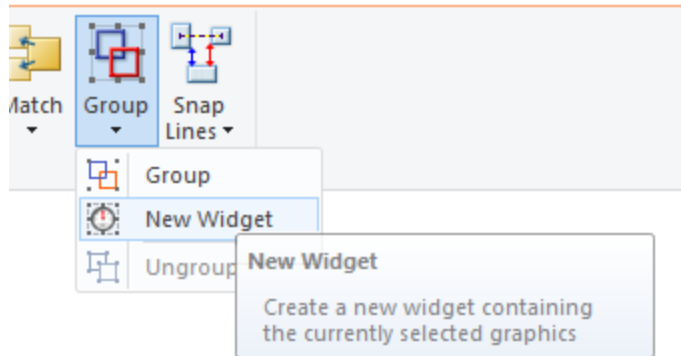 Match
Group
Snap
Lines
Group
New Widget
Ungroup
New Widget
Create a new widget containing
the currently selected graphics